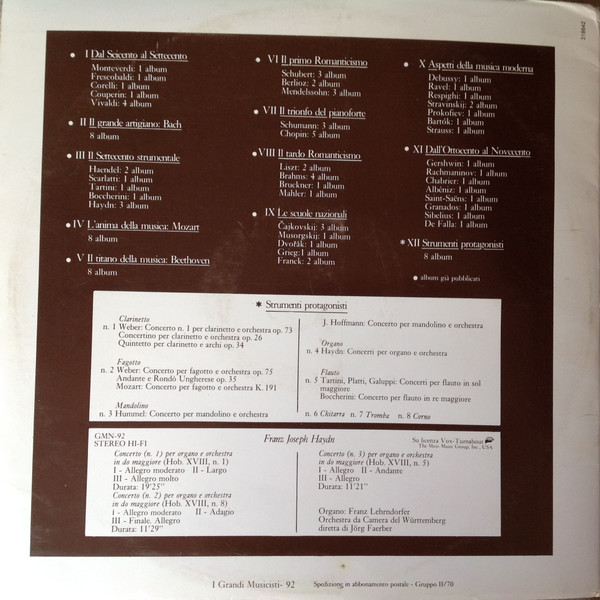 318642
● I Dal Seicento al Settecento
Monteverdi: 1 album
Frescobaldi: 1 album
Corelli: 1 album
Couperin: 1 album
Vivaldi: 4 album
● II Il grande artigiano: Bach
8 album
● III Il Settecento strumentale
Haendel: 2 album
Scarlatti: 1 album
Tartini: 1 album
Boccherini: 1 album
Haydn: 3 album
● IV L'anima della musica: Mozart
8 album
● V Il titano della musica: Beethoven
8 album
● VI Il primo Romanticismo
Schubert: 3 album
Berlioz: 2 album
Mendelssohn: 3 album
● VII Il trionfo del pianoforte
Schumann: 3 album
Chopin: 5 album
● VIII Il tardo Romanticismo
Liszt: 2 album
Brahms: 4 album
Bruckner: 1 album
Mahler: 1 album
● IX Le scuole nazionali
Čajkovskij: 3 album
Musorgskij: 1 album
Dvořák: 1 album
Grieg:1 album
Franck: 2 album
● X Aspetti della musica moderna
Debussy: 1 album
Ravel: 1 album
Respighi: 1 album
Stravinskij: 2 album
Prokofiev: 1 album
Bartók: 1 album
Strauss: 1 album
● XI Dall'Ottocento al Novecento
Gershwin: 1 album
Rachmaninov: 1 album
Chabrier: 1 album
Albéniz: 1 album
Saint-Saëns: 1 album
Granados: 1 album
Sibelius: 1 album
De Falla: 1 album
* XII Strumenti protagonisti
8 album
● album già pubblicati
* Strumenti protagonisti
Clarinetto
n. 1 Weber: Concerto n. 1 per clarinetto e orchestra op. 73
Concertino per clarinetto e orchestra op. 26
Quintetto per clarinetto e archi op. 34
Fagotto
n. 2 Weber: Concerto per fagotto e orchestra op. 75
Andante e Rondò Ungherese op. 35
Mozart: Concerto per fagotto e orchestra K. 191
Mandolino
n. 3 Hummel: Concerto per mandolino e orchestra
J. Hoffmann: Concerto per mandolino e orchestra
Organo
n. 4 Haydn: Concerti per organo e orchestra
Flauto
n. 5 Tartini, Platti, Galuppi: Concerti per flauto in sol
maggiore
Boccherini: Concerto per flauto in re maggiore
n. 6 Chitarra n. 7 Tromba n. 8 Corno
GMN-92
STEREO HI-FI
Franz Joseph Haydn
Su licenza Vox-Turnabout
The Moss Music Group, Inc., USA
Concerto (n. 1) per organo e orchestra
in do maggiore (Hob. XVIII, n. 1)
I - Allegro moderato II - Largo
III - Allegro molto
Durata: 19'25"
Concerto (n. 2) per organo e orchestra
in do maggiore (Hob. XVIII, n. 8)
I - Allegro moderato II - Adagio
III - Finale. Allegro
Durata: 11'29"
Concerto (n. 3) per organo e orchestra
in do maggiore (Hob. XVIII, n. 5)
I - Allegro II - Andante
III - Allegro
Durata: 11'21"
Organo: Franz Lehrndorfer
Orchestra da Camera del Württemberg
diretta di Jörg Faerber
I Grandi Musicisti- 92 Spedizione in abbonamento postale - Gruppo II/70